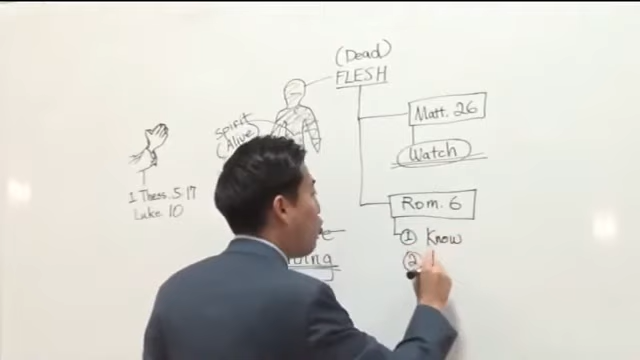 (Dead)
FLESH
Matt. 26
Spirit
(Alive)
Watch
1 Thess. 5:17
Luke. 10
Rom. 6
① Know
②